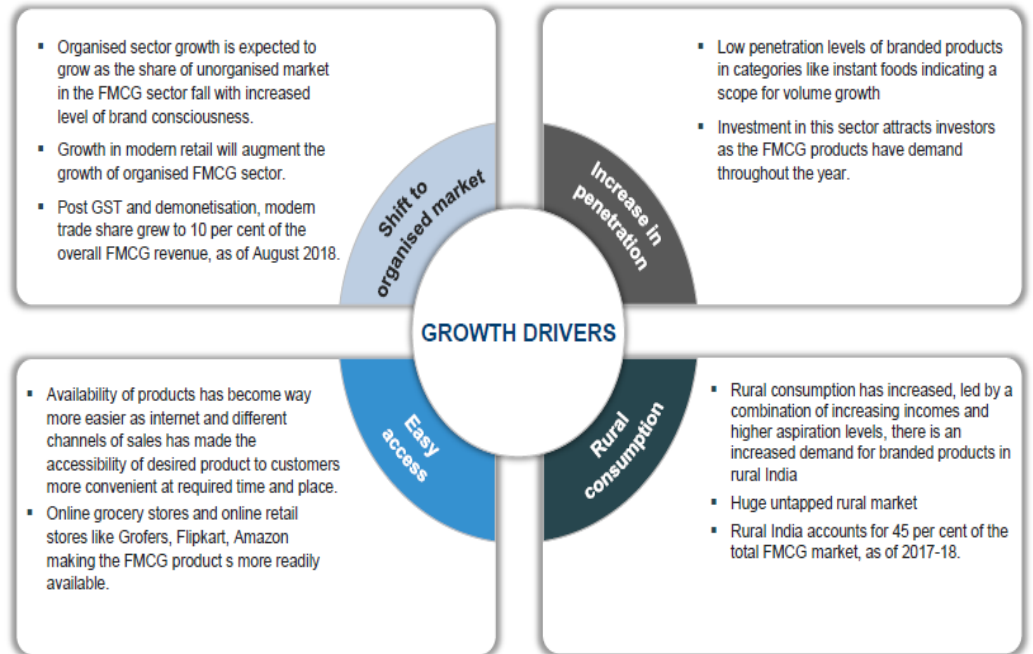 ▪ Organised sector growth is expected to
grow as the share of unorganised market
in the FMCG sector fall with increased
level of brand consciousness.
▪ Growth in modern retail will augment the
growth of organised FMCG sector.
▪ Post GST and demonetisation, modern
trade share grew to 10 per cent of the
overall FMCG revenue, as of August 2018.
Shift to
organised market
▪ Low penetration levels of branded products
in categories like instant foods indicating a
scope for volume growth
▪ Investment in this sector attracts investors
as the FMCG products have demand
throughout the year.
Increase in
penetration
GROWTH DRIVERS
▪ Availability of products has become way
more easier as internet and different
channels of sales has made the
accessibility of desired product to customers
more convenient at required time and place.
▪ Online grocery stores and online retail
stores like Grofers, Flipkart, Amazon
making the FMCG product s more readily
available.
Easy
access
▪ Rural consumption has increased, led by a
combination of increasing incomes and
higher aspiration levels, there is an
increased demand for branded products in
rural India
▪ Huge untapped rural market
▪ Rural India accounts for 45 per cent of the
total FMCG market, as of 2017-18.
Rural
consumption